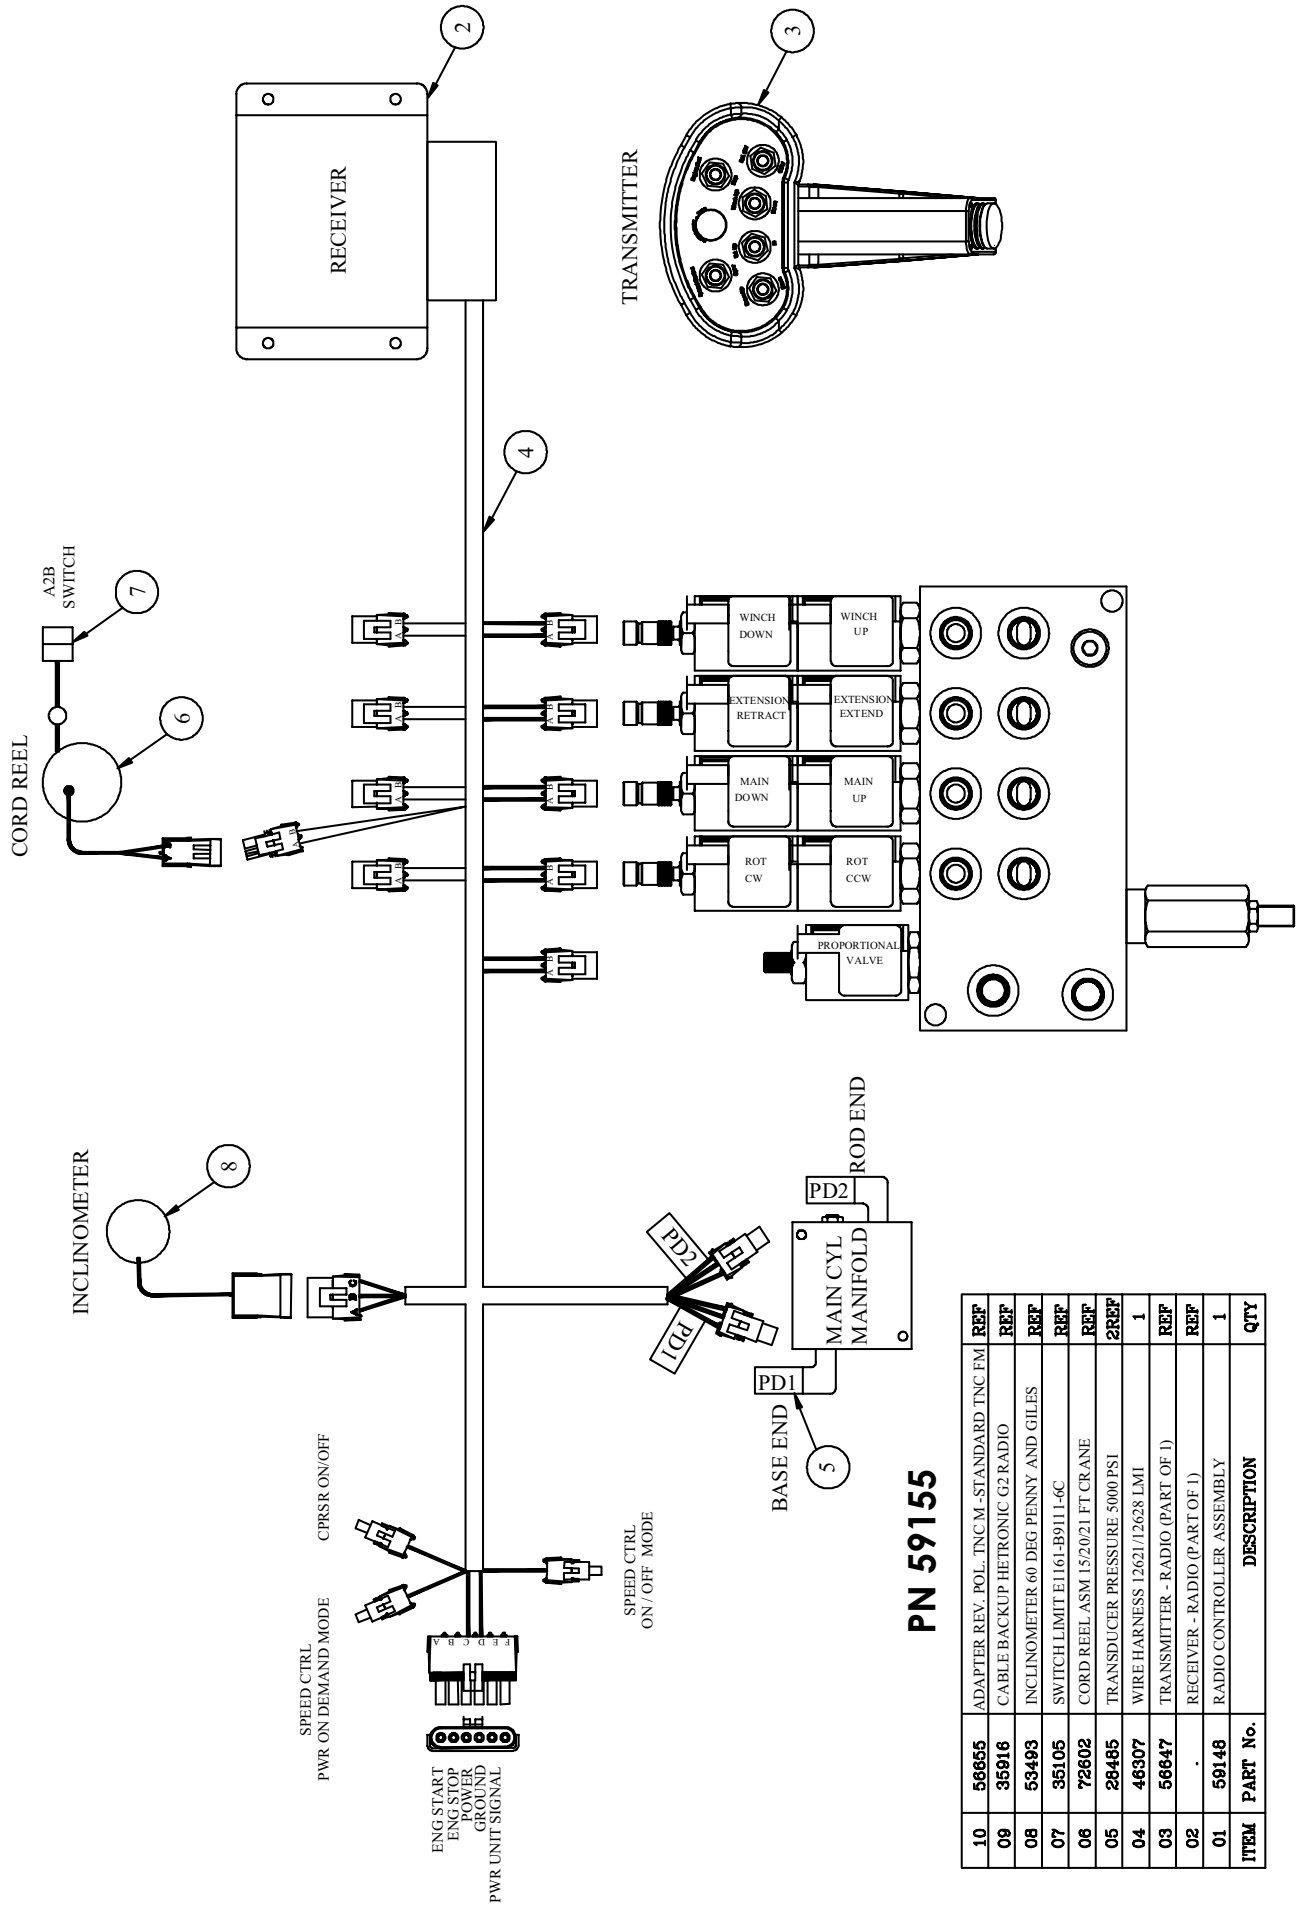 CORD REEL
A2B
SWITCH
7
6
2
RECEIVER
3
TRANSMITTER
4
INCLINOMETER
8
A
B
A
B
A
B
A
B
A
B
A
B
A
B
A
B
A
B
A
B
A
B
C
WINCH
DOWN
WINCH
UP
EXTENSION
RETRACT
EXTENSION
EXTEND
MAIN
DOWN
MAIN
UP
ROT
CW
ROT
CCW
PROPORTIONAL
VALVE
PD2
PD1
PD2
ROD END
MAIN CYL
MANIFOLD
PD1
BASE END
5
CPRSR ON/OFF
SPEED CTRL
PWR ON DEMAND MODE
SPEED CTRL
ON / OFF MODE
A
B
C
D
E
F
ENG START
ENG STOP
POWER
GROUND
PWR UNIT SIGNAL
PN 59155
10 56655 ADAPTER REV. POL. TNC M -STANDARD TNC FM REF
09 35916 CABLE BACKUP HETRONIC G2 RADIO REF
08 53493 INCLINOMETER 60 DEG PENNY AND GILES REF
07 35105 SWITCH LIMIT E1161-B9111-6C REF
06 72602 CORD REEL ASM 15/20/21 FT CRANE REF
05 28485 TRANSDUCER PRESSURE 5000 PSI 2REF
04 46307 WIRE HARNESS 12621/12628 LMI 1
03 56647 TRANSMITTER - RADIO (PART OF 1) REF
02 . RECEIVER - RADIO (PART OF 1) REF
01 59148 RADIO CONTROLLER ASSEMBLY 1
ITEM PART No. DESCRIPTION QTY